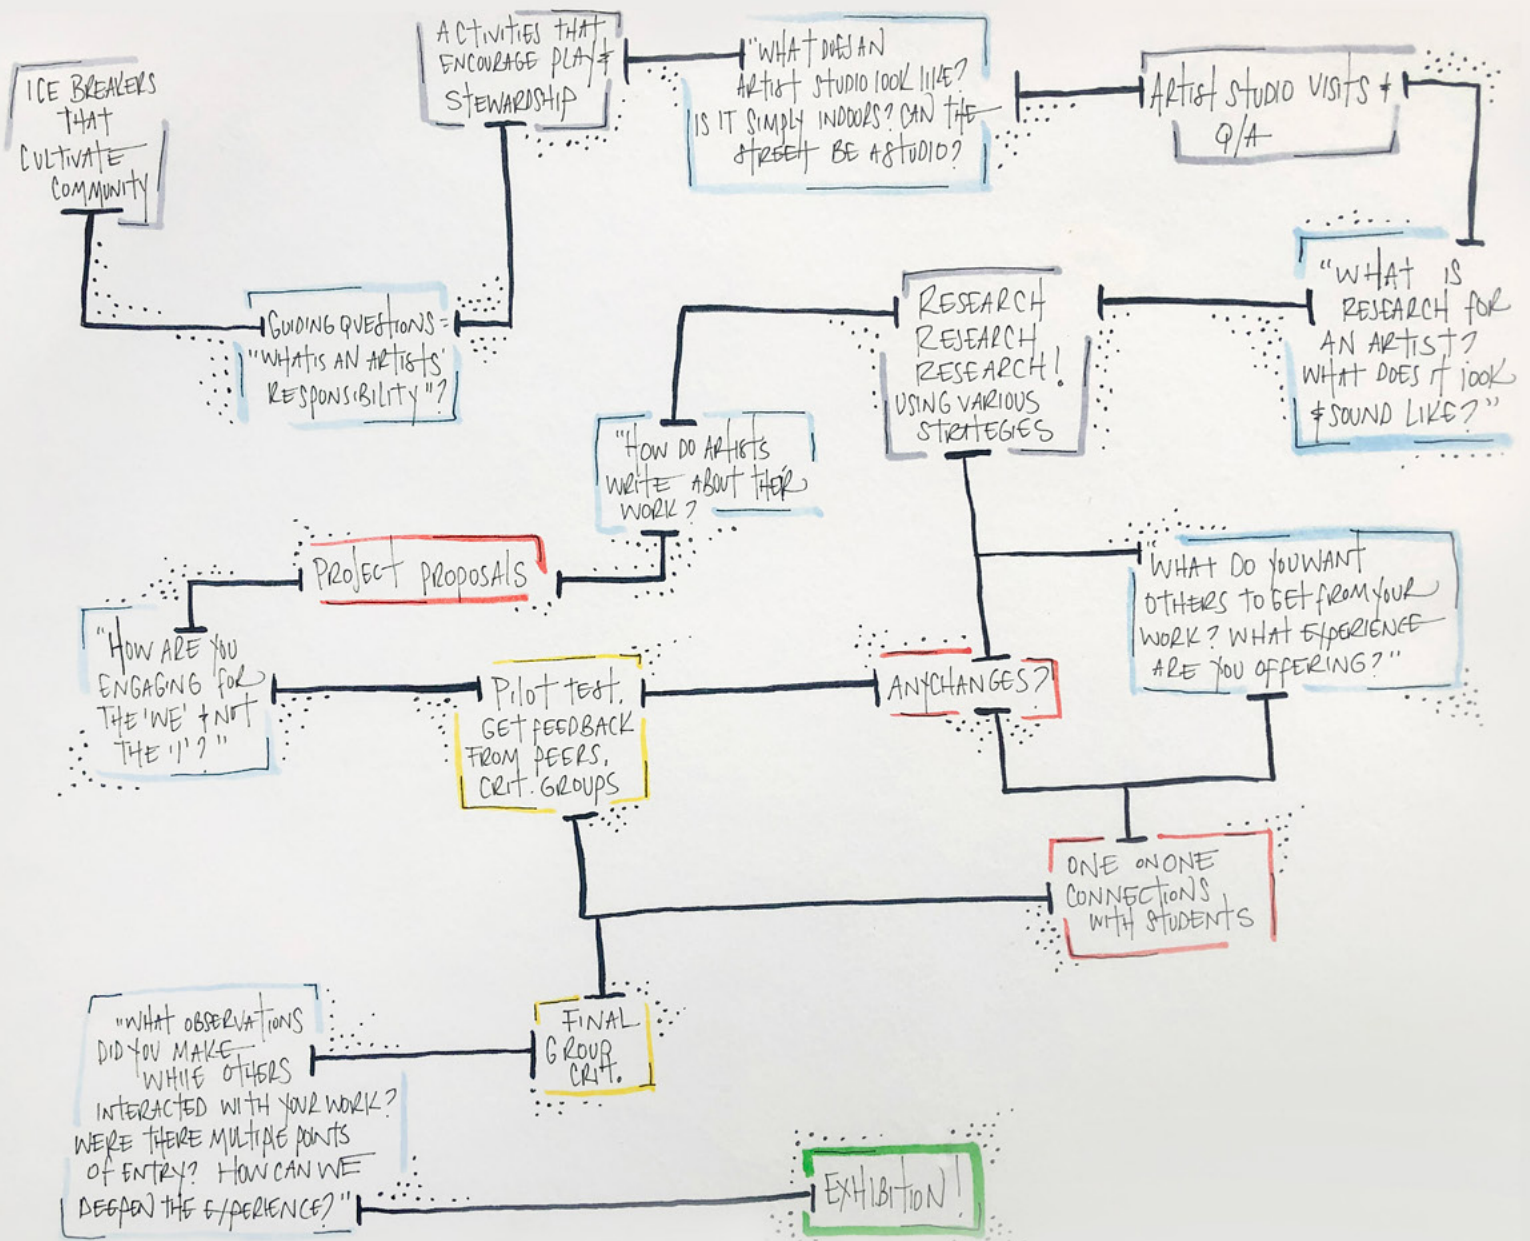 ICE BREAKERS
THAT
CULTIVATE
COMMUNITY
ACTIVITIES THAT
ENCOURAGE PLAY &
STEWARDSHIP
"WHAT DOES AN
ARTIST STUDIO LOOK LIKE?
IS IT SIMPLY INDOORS? CAN THE
STREET BE A STUDIO?
ARTIST STUDIO VISITS &
Q/A
GUIDING QUESTIONS =
"WHAT IS AN ARTISTS'
RESPONSIBILITY"?
RESEARCH
RESEARCH
RESEARCH!
USING VARIOUS
STRATEGIES
"WHAT IS
RESEARCH FOR
AN ARTIST?
WHAT DOES IT LOOK
& SOUND LIKE?"
"HOW DO ARTISTS
WRITE ABOUT THEIR
WORK?
PROJECT PROPOSALS
"WHAT DO YOU WANT
OTHERS TO GET FROM YOUR
WORK? WHAT EXPERIENCE
ARE YOU OFFERING?"
"HOW ARE YOU
ENGAGING FOR
THE 'WE' & NOT
THE 'I'?"
PILOT TEST.
GET FEEDBACK
FROM PEERS.
CRIT. GROUPS
ANY CHANGES?
ONE ON ONE
CONNECTIONS
WITH STUDENTS
"WHAT OBSERVATIONS
DID YOU MAKE
WHILE OTHERS
INTERACTED WITH YOUR WORK?
WERE THERE MULTIPLE POINTS
OF ENTRY? HOW CAN WE
DEEPEN THE EXPERIENCE?"
FINAL
GROUP
CRIT.
EXHIBITION!